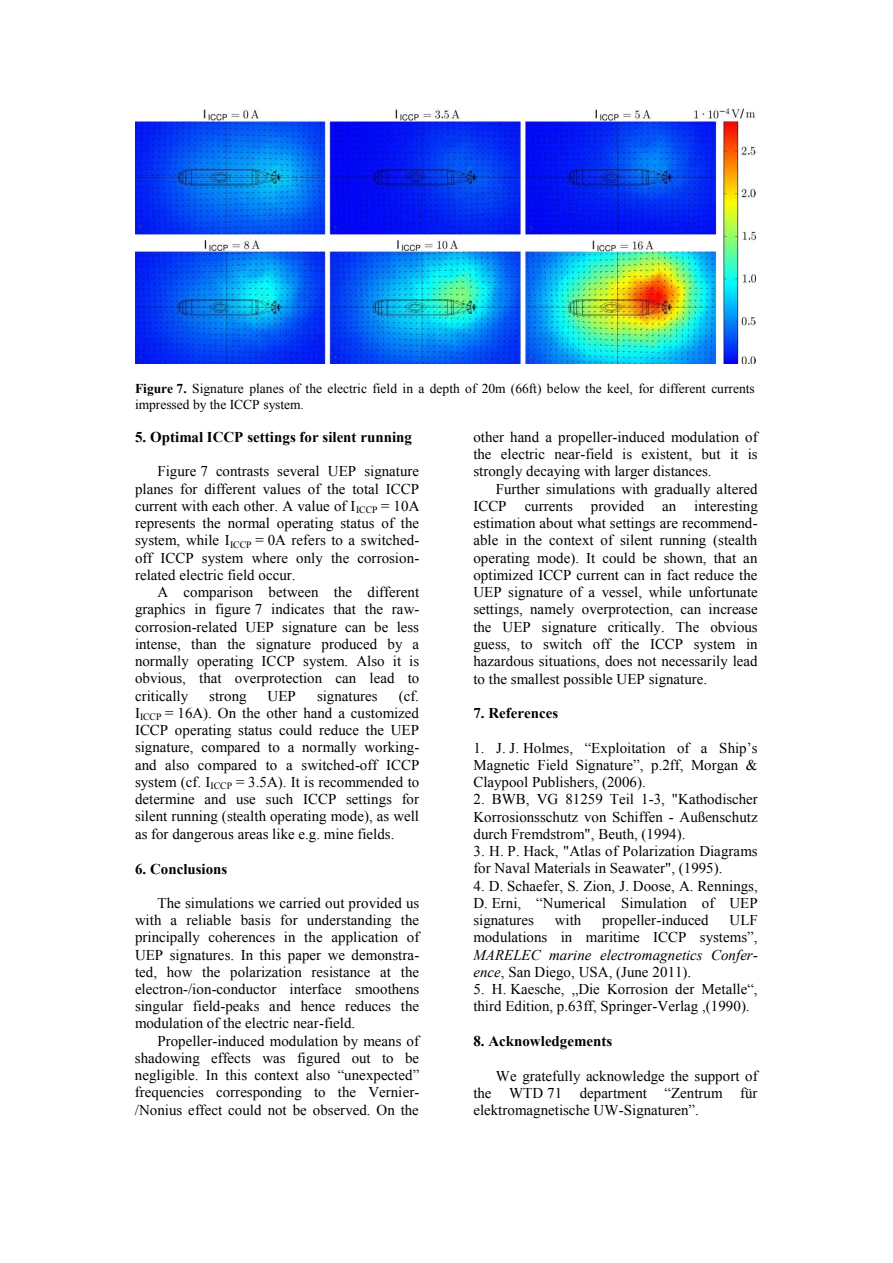 I ICCP = 0 A
I ICCP = 3.5 A
I ICCP = 5 A
1 · 10⁻⁴ V/m
2.5
2.0
1.5
I ICCP = 8 A
I ICCP = 10 A
I ICCP = 16 A
1.0
0.5
0.0
Figure 7. Signature planes of the electric field in a depth of 20m (66ft) below the keel, for different currents
impressed by the ICCP system.
5. Optimal ICCP settings for silent running
Figure 7 contrasts several UEP signature
planes for different values of the total ICCP
current with each other. A value of IICCP = 10A
represents the normal operating status of the
system, while IICCP = 0A refers to a switched-
off ICCP system where only the corrosion-
related electric field occur.
A comparison between the different
graphics in figure 7 indicates that the raw-
corrosion-related UEP signature can be less
intense, than the signature produced by a
normally operating ICCP system. Also it is
obvious, that overprotection can lead to
critically strong UEP signatures (cf.
IICCP = 16A). On the other hand a customized
ICCP operating status could reduce the UEP
signature, compared to a normally working-
and also compared to a switched-off ICCP
system (cf. IICCP = 3.5A). It is recommended to
determine and use such ICCP settings for
silent running (stealth operating mode), as well
as for dangerous areas like e.g. mine fields.
6. Conclusions
The simulations we carried out provided us
with a reliable basis for understanding the
principally coherences in the application of
UEP signatures. In this paper we demonstra-
ted, how the polarization resistance at the
electron-/ion-conductor interface smoothens
singular field-peaks and hence reduces the
modulation of the electric near-field.
Propeller-induced modulation by means of
shadowing effects was figured out to be
negligible. In this context also “unexpected”
frequencies corresponding to the Vernier-
/Nonius effect could not be observed. On the
other hand a propeller-induced modulation of
the electric near-field is existent, but it is
strongly decaying with larger distances.
Further simulations with gradually altered
ICCP currents provided an interesting
estimation about what settings are recommend-
able in the context of silent running (stealth
operating mode). It could be shown, that an
optimized ICCP current can in fact reduce the
UEP signature of a vessel, while unfortunate
settings, namely overprotection, can increase
the UEP signature critically. The obvious
guess, to switch off the ICCP system in
hazardous situations, does not necessarily lead
to the smallest possible UEP signature.
7. References
1. J. J. Holmes, “Exploitation of a Ship’s
Magnetic Field Signature”, p.2ff, Morgan &
Claypool Publishers, (2006).
2. BWB, VG 81259 Teil 1-3, "Kathodischer
Korrosionsschutz von Schiffen - Außenschutz
durch Fremdstrom", Beuth, (1994).
3. H. P. Hack, "Atlas of Polarization Diagrams
for Naval Materials in Seawater", (1995).
4. D. Schaefer, S. Zion, J. Doose, A. Rennings,
D. Erni, “Numerical Simulation of UEP
signatures with propeller-induced ULF
modulations in maritime ICCP systems”,
MARELEC marine electromagnetics Confer-
ence, San Diego, USA, (June 2011).
5. H. Kaesche, „Die Korrosion der Metalle“,
third Edition, p.63ff, Springer-Verlag ,(1990).
8. Acknowledgements
We gratefully acknowledge the support of
the WTD 71 department “Zentrum für
elektromagnetische UW-Signaturen”.